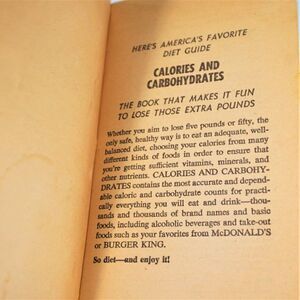 HERE'S AMERICA'S FAVORITE
DIET GUIDE
CALORIES AND
CARBOHYDRATES
THE BOOK THAT MAKES IT FUN
TO LOSE THOSE EXTRA POUNDS
Whether you aim to lose five pounds or fifty, the
only safe, healthy way is to eat an adequate, well-
balanced diet, choosing your calories from many
different kinds of foods in order to ensure that
you're getting sufficient vitamins, minerals, and
other nutrients. CALORIES AND CARBOHY-
DRATES contains the most accurate and depend-
able caloric and carbohydrate counts for practi-
cally everything you will eat and drink—thou-
sands and thousands of brand names and basic
foods, including alcoholic beverages and take-out
foods such as your favorites from McDONALD'S
or BURGER KING.
So diet—and enjoy it!